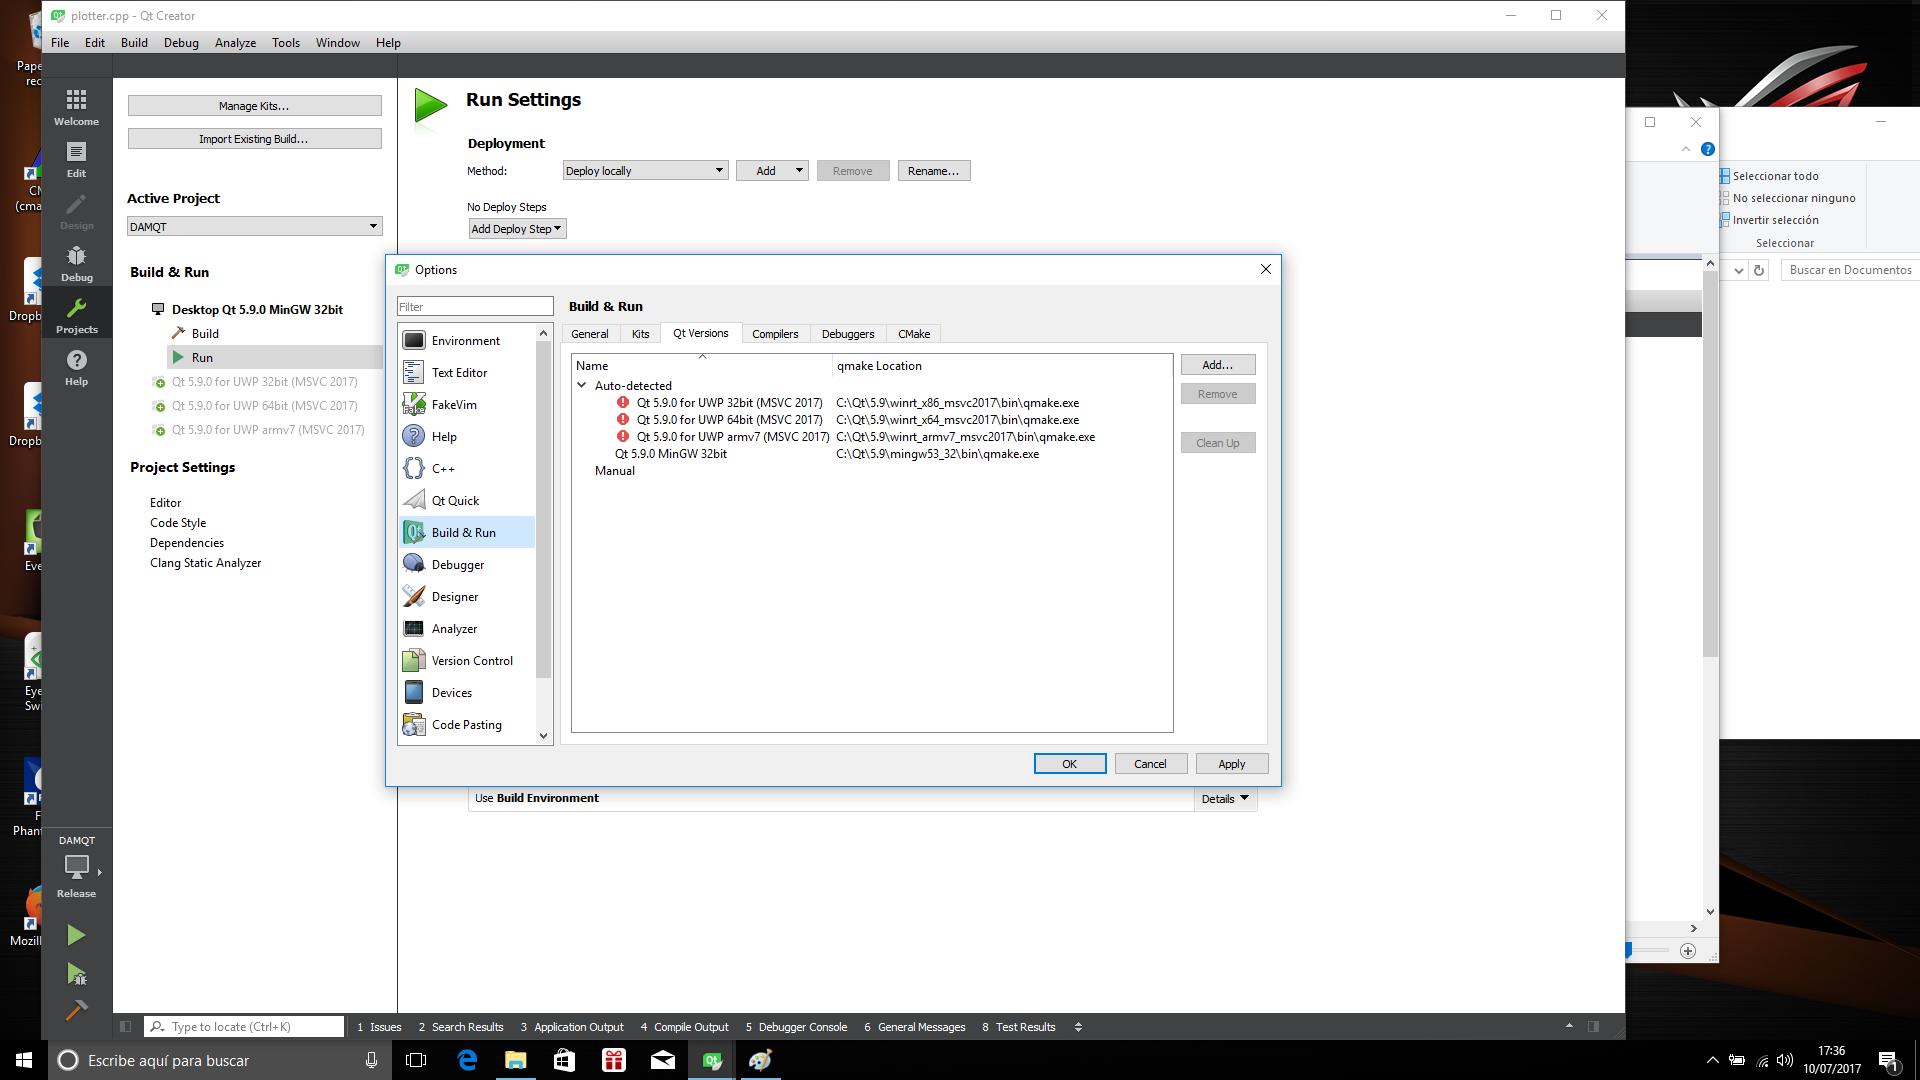 plotter.cpp - Qt Creator
File Edit Build Debug Analyze Tools Window Help
Welcome
Edit
Design
Debug
Projects
Help
DAMQT
Release
Manage Kits...
Import Existing Build...
Active Project
DAMQT
Build & Run
Desktop Qt 5.9.0 MinGW 32bit
Build
Run
Qt 5.9.0 for UWP 32bit (MSVC 2017)
Qt 5.9.0 for UWP 64bit (MSVC 2017)
Qt 5.9.0 for UWP armv7 (MSVC 2017)
Project Settings
Editor
Code Style
Dependencies
Clang Static Analyzer
Run Settings
Deployment
Method: Deploy locally Add Remove Rename...
No Deploy Steps
Add Deploy Step
Options
Filter
Environment
Text Editor
FakeVim
Help
C++
Qt Quick
Build & Run
Debugger
Designer
Analyzer
Version Control
Devices
Code Pasting
Build & Run
General Kits Qt Versions Compilers Debuggers CMake
Name qmake Location
Auto-detected
Qt 5.9.0 for UWP 32bit (MSVC 2017) C:\Qt\5.9\winrt_x86_msvc2017\bin\qmake.exe
Qt 5.9.0 for UWP 64bit (MSVC 2017) C:\Qt\5.9\winrt_x64_msvc2017\bin\qmake.exe
Qt 5.9.0 for UWP armv7 (MSVC 2017) C:\Qt\5.9\winrt_armv7_msvc2017\bin\qmake.exe
Qt 5.9.0 MinGW 32bit C:\Qt\5.9\mingw53_32\bin\qmake.exe
Manual
Add...
Remove
Clean Up
OK Cancel Apply
Use Build Environment Details
Type to locate (Ctrl+K) 1 Issues 2 Search Results 3 Application Output 4 Compile Output 5 Debugger Console 6 General Messages 8 Test Results
Seleccionar todo
No seleccionar ninguno
Invertir selección
Seleccionar
Buscar en Documentos
Pape
rec
C
(cma
Dropb
Dropb
Eve
Eye
Sw
F
Phant
Mozill
Escribe aquí para buscar
17:36
10/07/2017
1